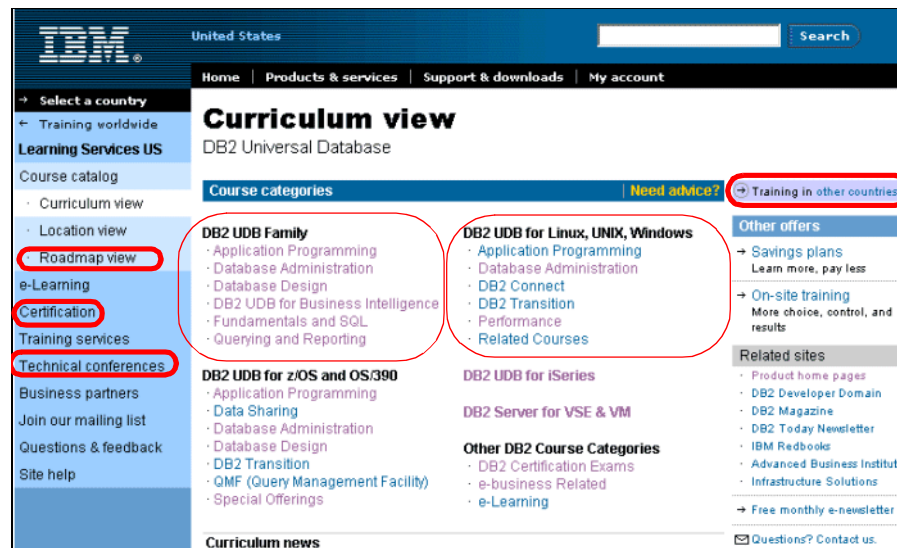 IBM®
United States
Search
Home | Products & services | Support & downloads | My account
→ Select a country
← Training worldwide
Learning Services US
Course catalog
· Curriculum view
· Location view
· Roadmap view
e-Learning
Certification
Training services
Technical conferences
Business partners
Join our mailing list
Questions & feedback
Site help
Curriculum view
DB2 Universal Database
Course categories | Need advice?
DB2 UDB Family
· Application Programming
· Database Administration
· Database Design
· DB2 UDB for Business Intelligence
· Fundamentals and SQL
· Querying and Reporting
DB2 UDB for Linux, UNIX, Windows
· Application Programming
· Database Administration
· DB2 Connect
· DB2 Transition
· Performance
· Related Courses
DB2 UDB for z/OS and OS/390
· Application Programming
· Data Sharing
· Database Administration
· Database Design
· DB2 Transition
· QMF (Query Management Facility)
· Special Offerings
DB2 UDB for iSeries
DB2 Server for VSE & VM
Other DB2 Course Categories
· DB2 Certification Exams
· e-business Related
· e-Learning
Curriculum news
→ Training in other countries
Other offers
→ Savings plans
Learn more, pay less
→ On-site training
More choice, control, and
results
Related sites
· Product home pages
· DB2 Developer Domain
· DB2 Magazine
· DB2 Today Newsletter
· IBM Redbooks
· Advanced Business Institut
· Infrastructure Solutions
→ Free monthly e-newsletter
Questions? Contact us.